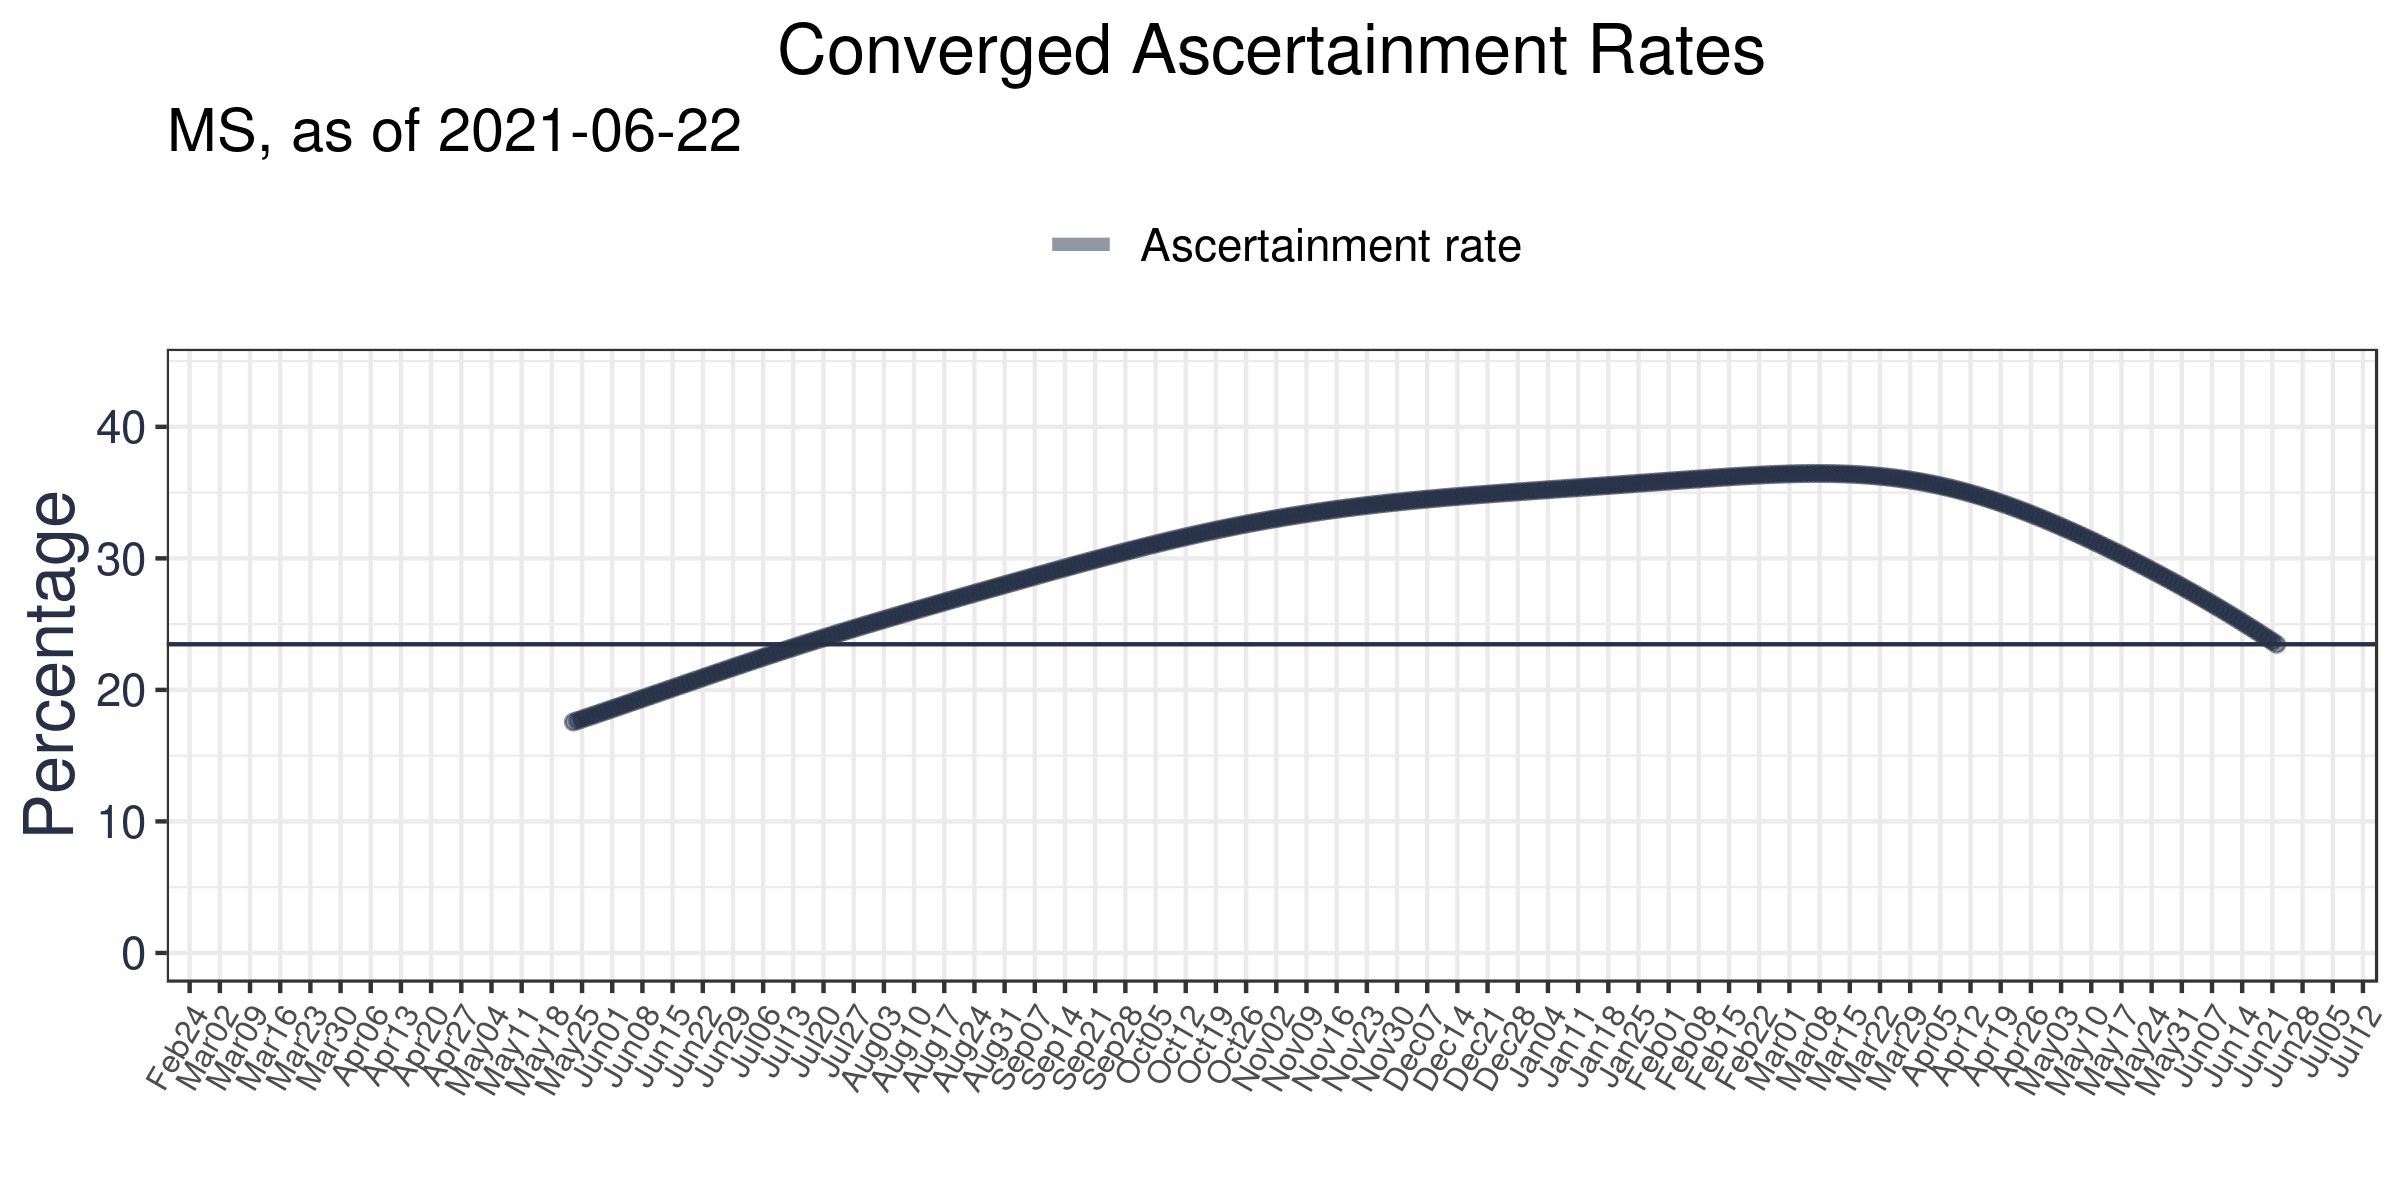 Converged Ascertainment Rates
MS, as of 2021-06-22
Ascertainment rate
Percentage
40
30
20
10
0
Feb24
Mar02
Mar09
Mar16
Mar23
Mar30
Apr06
Apr13
Apr20
Apr27
May04
May11
May18
May25
Jun01
Jun08
Jun15
Jun22
Jun29
Jul06
Jul13
Jul20
Jul27
Aug03
Aug10
Aug17
Aug24
Aug31
Sep07
Sep14
Sep21
Sep28
Oct05
Oct12
Oct19
Oct26
Nov02
Nov09
Nov16
Nov23
Nov30
Dec07
Dec14
Dec21
Dec28
Jan04
Jan11
Jan18
Jan25
Feb01
Feb08
Feb15
Feb22
Mar01
Mar08
Mar15
Mar22
Mar29
Apr05
Apr12
Apr19
Apr26
May03
May10
May17
May24
May31
Jun07
Jun14
Jun21
Jun28
Jul05
Jul12